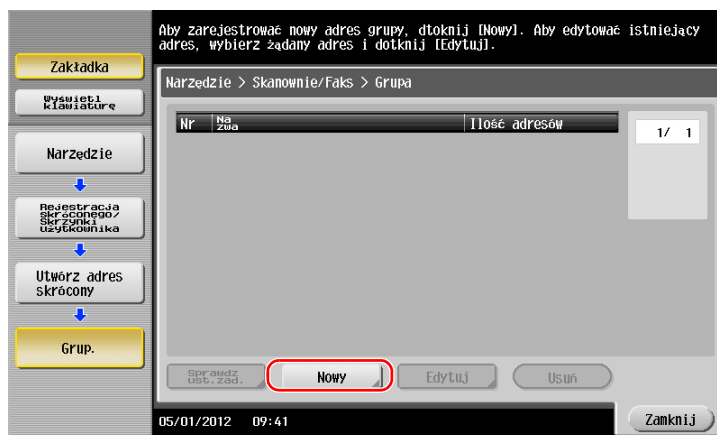 Aby zarejestrować nowy adres grupy, dtoknij [Nowy]. Aby edytować istniejący
adres, wybierz żądany adres i dotknij [Edytuj].
Zakładka
Wyświetl
klawiaturę
Narzędzie
Rejestracja
skróconego/
Skrzynki
użytkownika
Utwórz adres
skrócony
Grup.
Narzędzie > Skanownie/Faks > Grupa
Nr
Na
zwa
Ilość adresów
1/ 1
Sprawdz
ust.zad.
Nowy
Edytuj
Usuń
05/01/2012 09:41
Zamknij